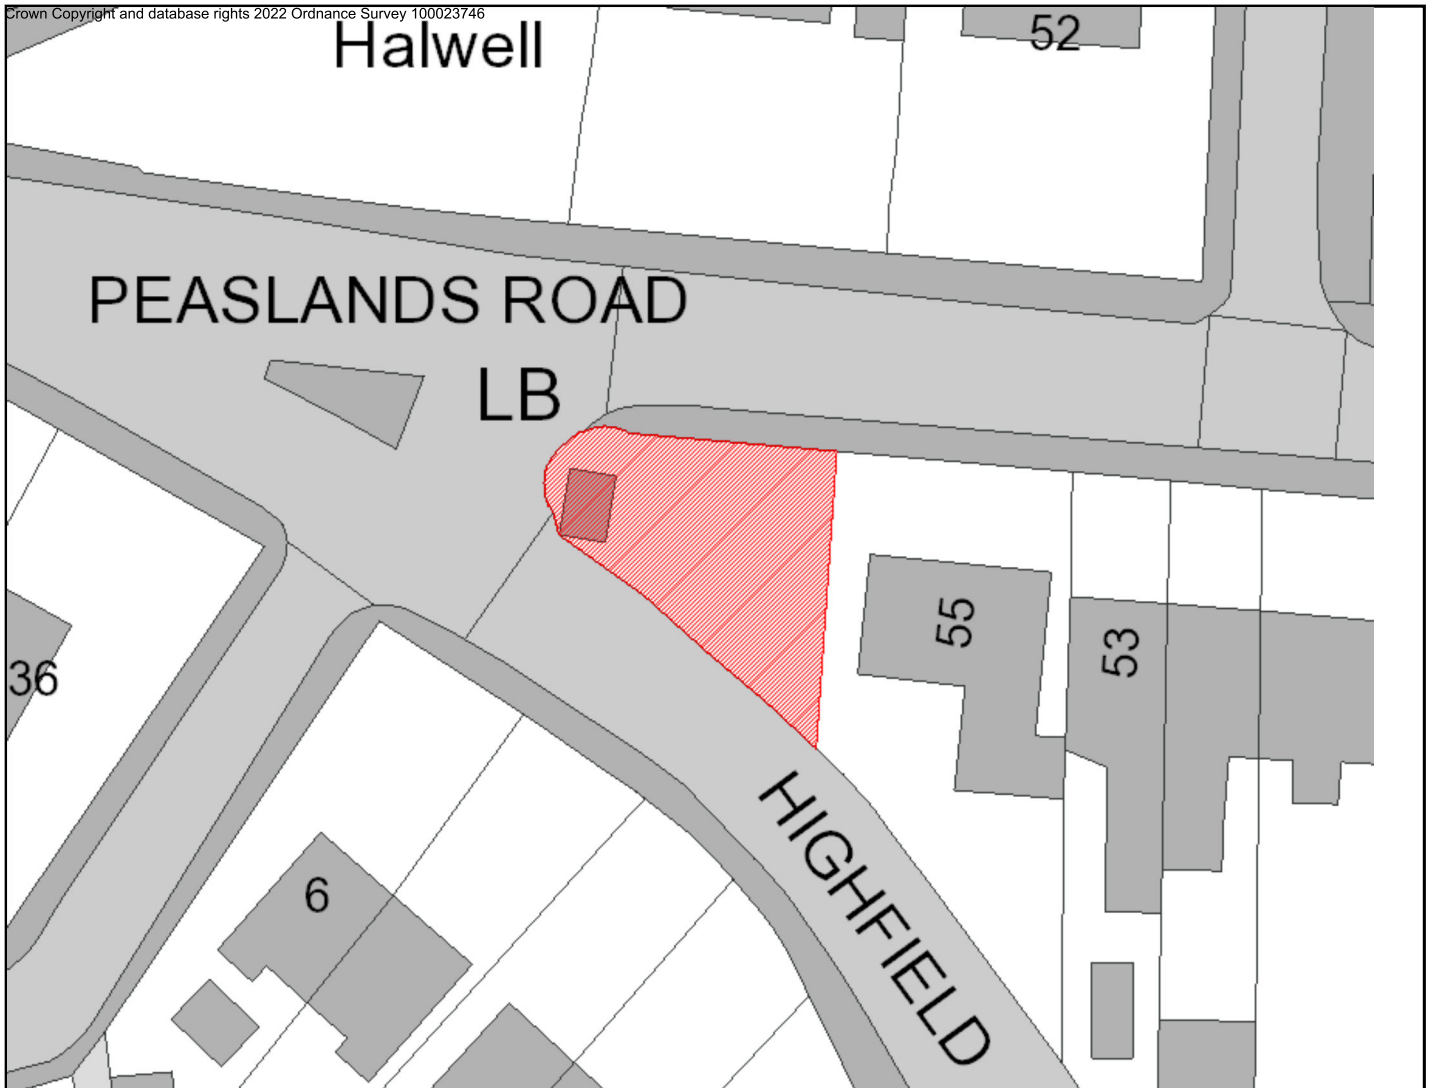 Crown Copyright and database rights 2022 Ordnance Survey 100023746
Halwell
52
PEASLANDS ROAD
LB
55
53
36
HIGHFIELD
6